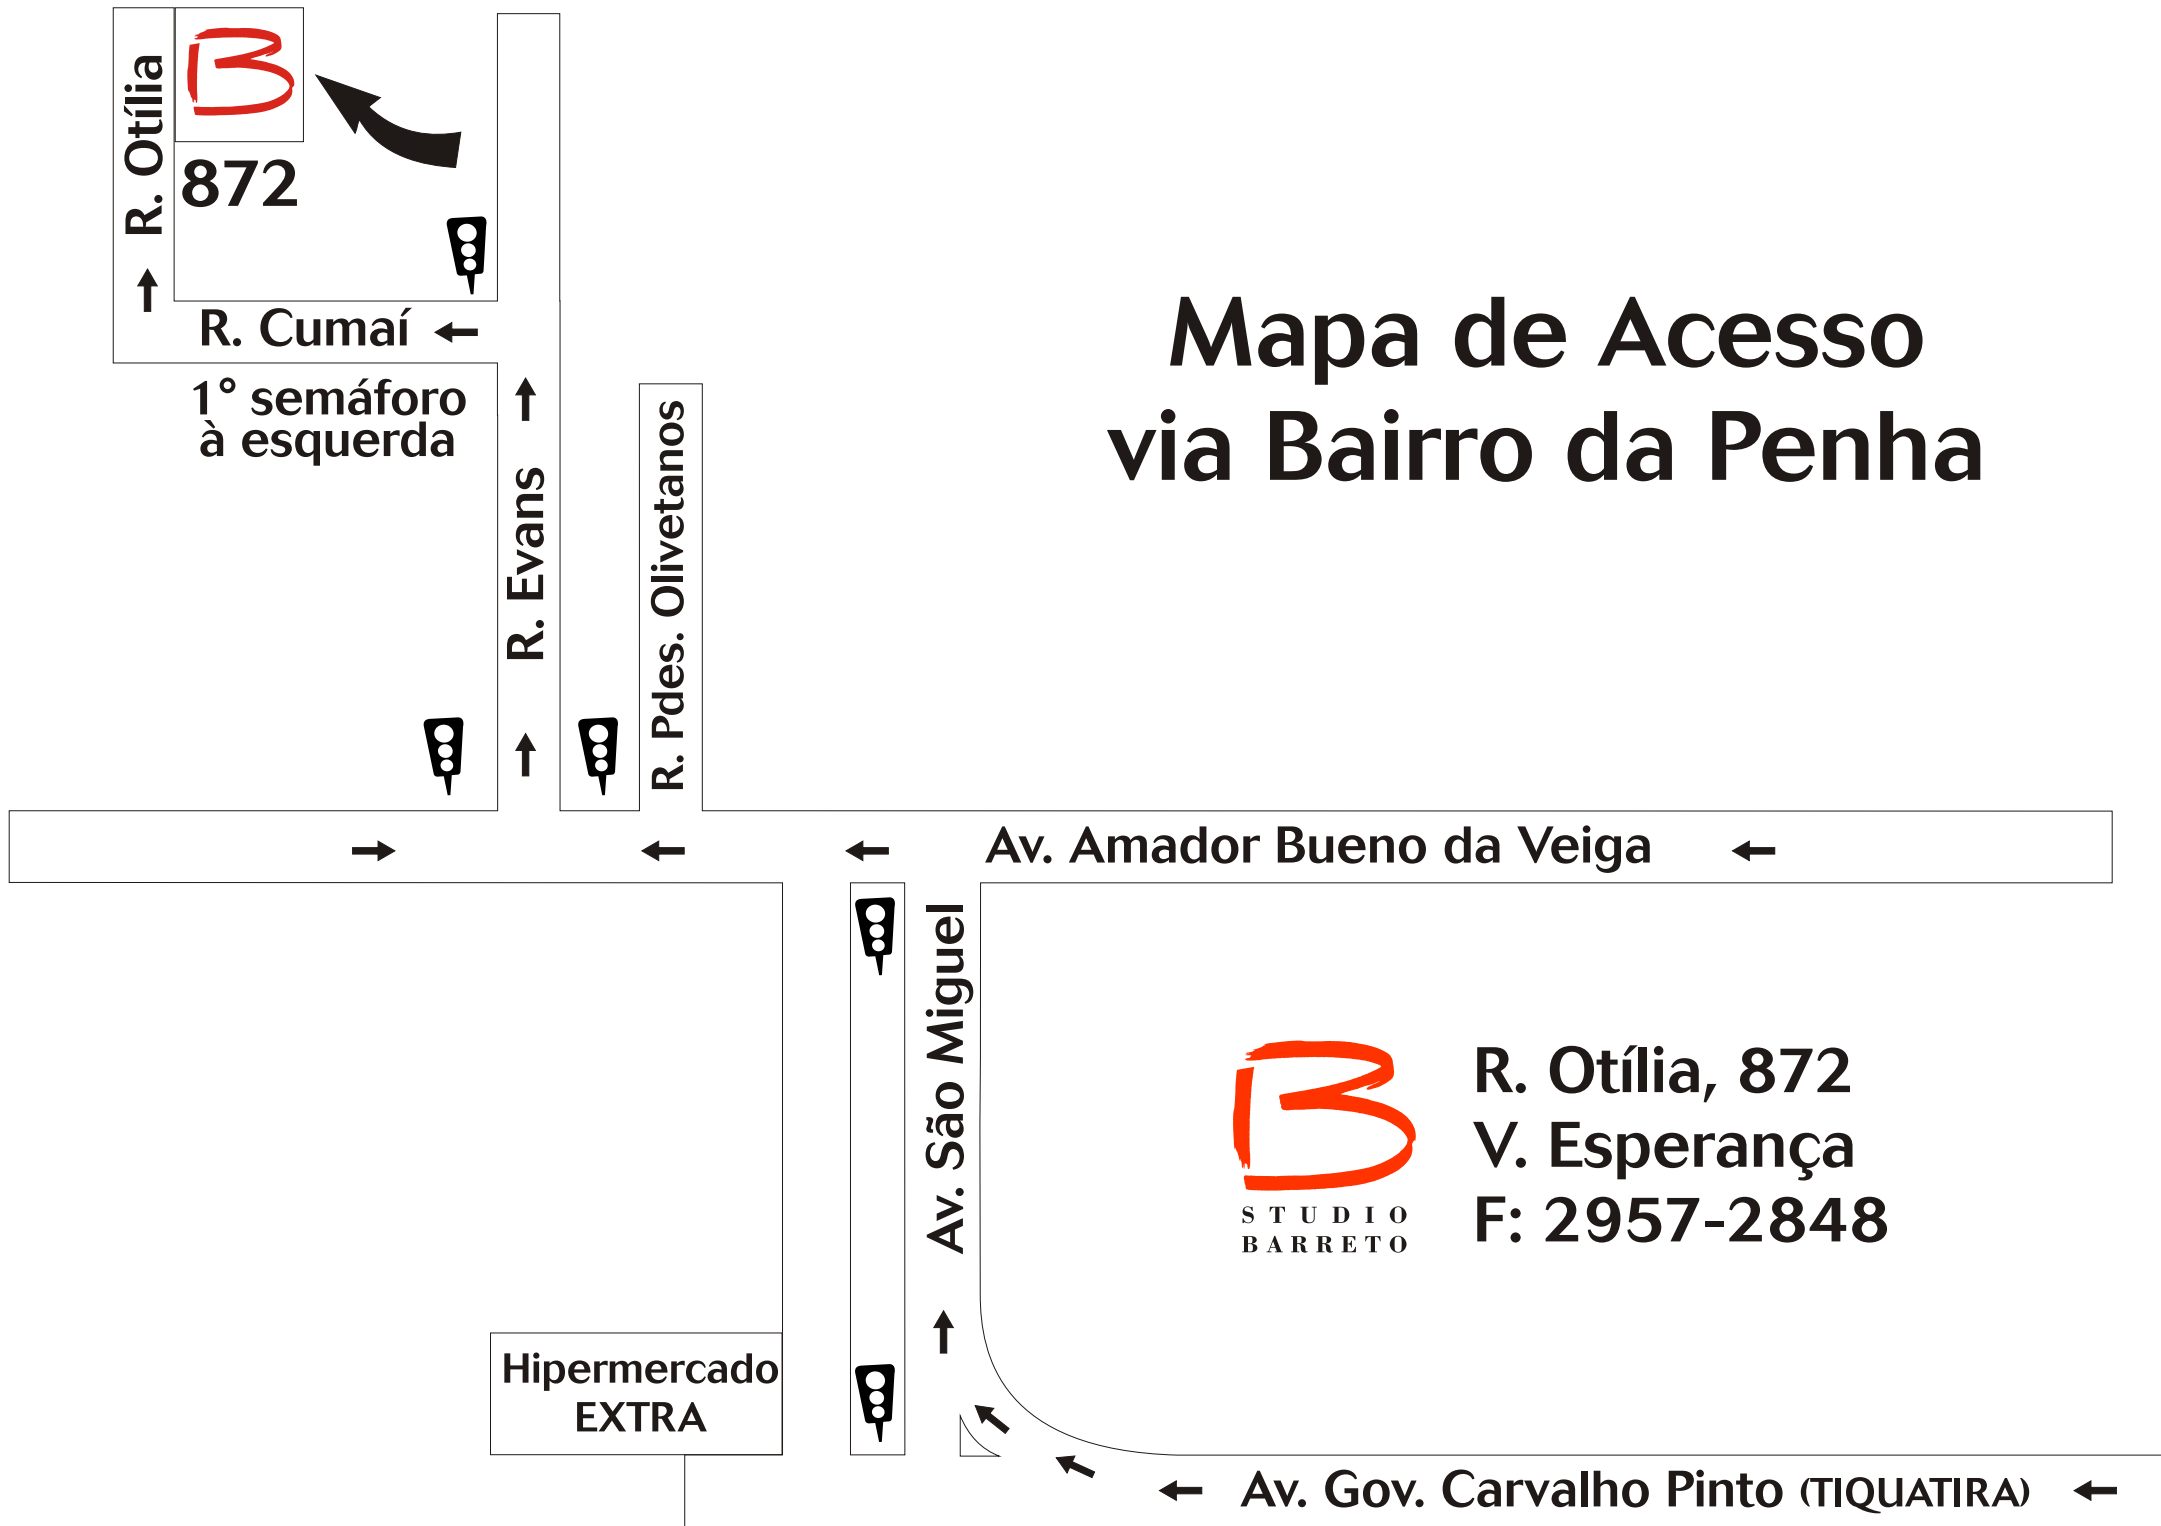 R. Otília
872
R. Cumaí
1° semáforo
à esquerda
R. Evans
R. Pdes. Olivetanos
Mapa de Acesso
via Bairro da Penha
Av. Amador Bueno da Veiga
Av. São Miguel
STUDIO
BARRETO
R. Otília, 872
V. Esperança
F: 2957-2848
Hipermercado
EXTRA
Av. Gov. Carvalho Pinto (TIQUATIRA)